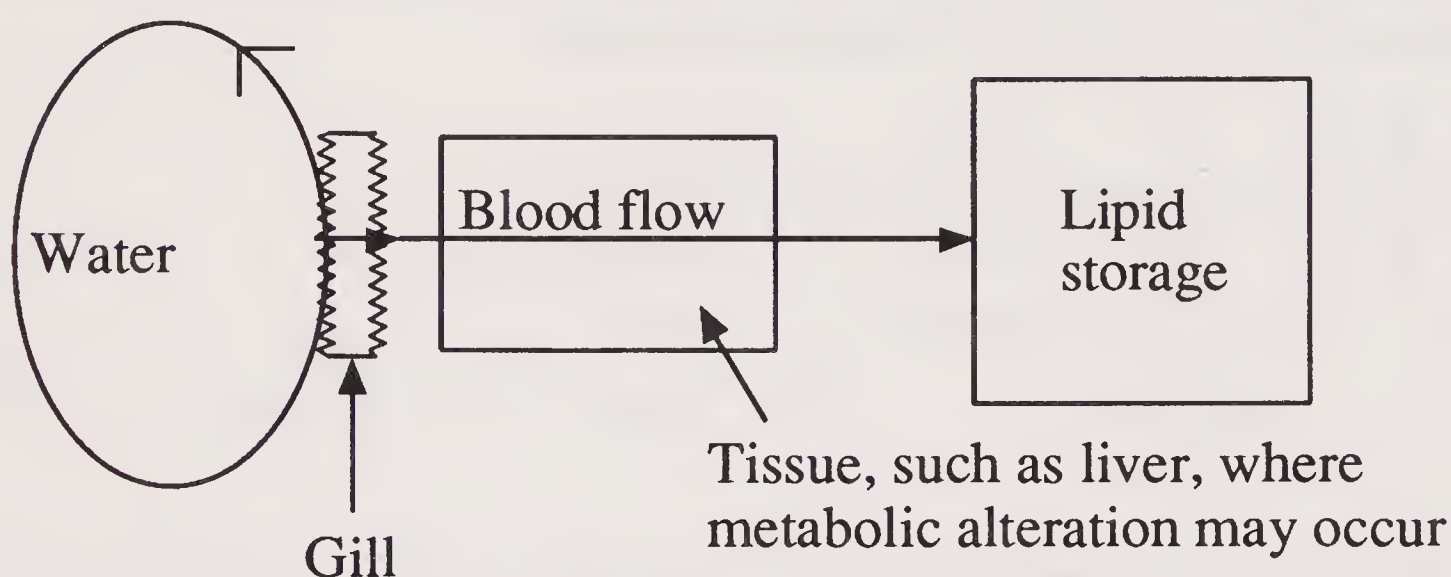 Water
Blood flow
Lipid
storage
Tissue, such as liver, where
metabolic alteration may occur
Gill